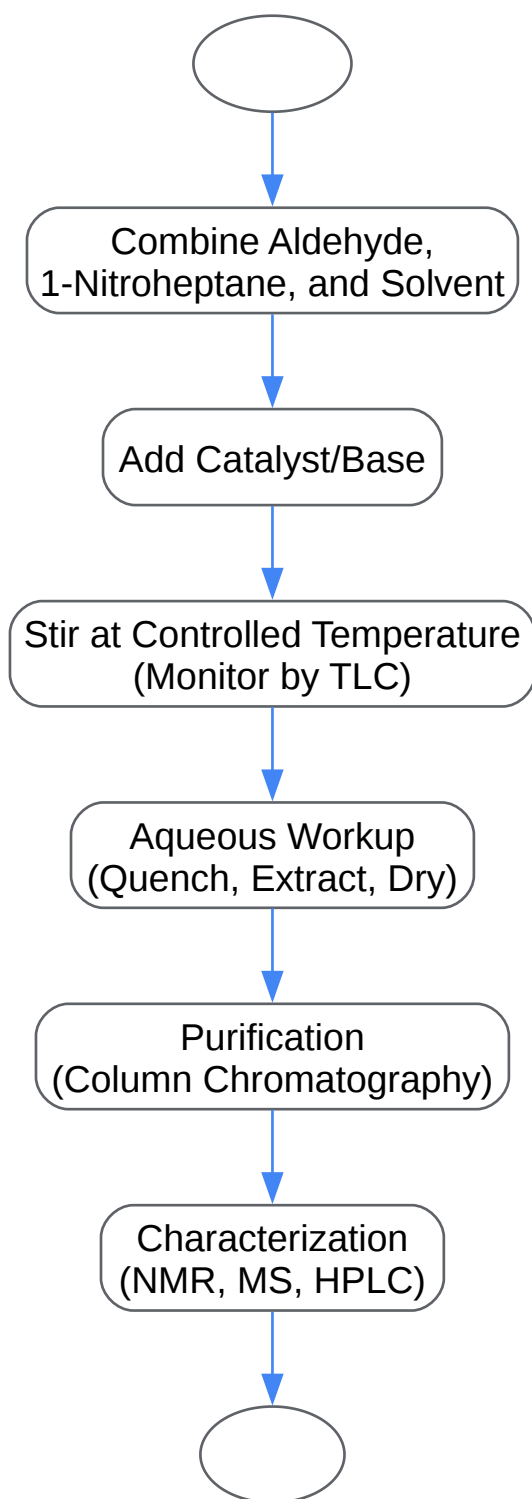 Combine Aldehyde,
1-Nitroheptane, and Solvent
Add Catalyst/Base
Stir at Controlled Temperature
(Monitor by TLC)
Aqueous Workup
(Quench, Extract, Dry)
Purification
(Column Chromatography)
Characterization
(NMR, MS, HPLC)